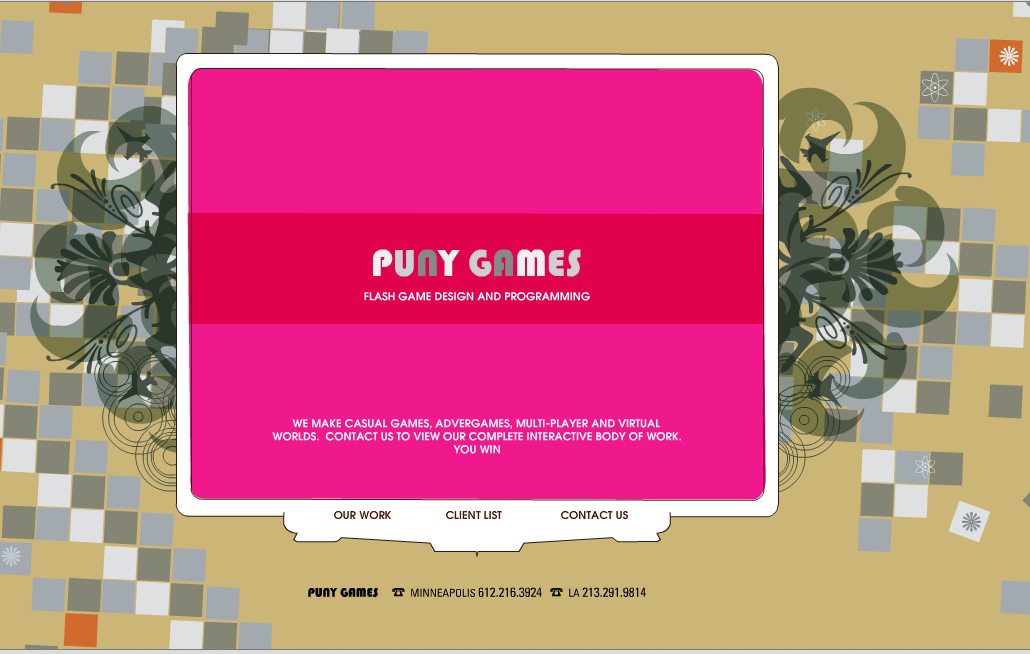 PUNY GAMES
FLASH GAME DESIGN AND PROGRAMMING
WE MAKE CASUAL GAMES, ADVERGAMES, MULTI-PLAYER AND VIRTUAL
WORLDS. CONTACT US TO VIEW OUR COMPLETE INTERACTIVE BODY OF WORK.
YOU WIN
OUR WORK CLIENT LIST CONTACT US
PUNY GAMES ☎ MINNEAPOLIS 612.216.3924 ☎ LA 213.291.9814